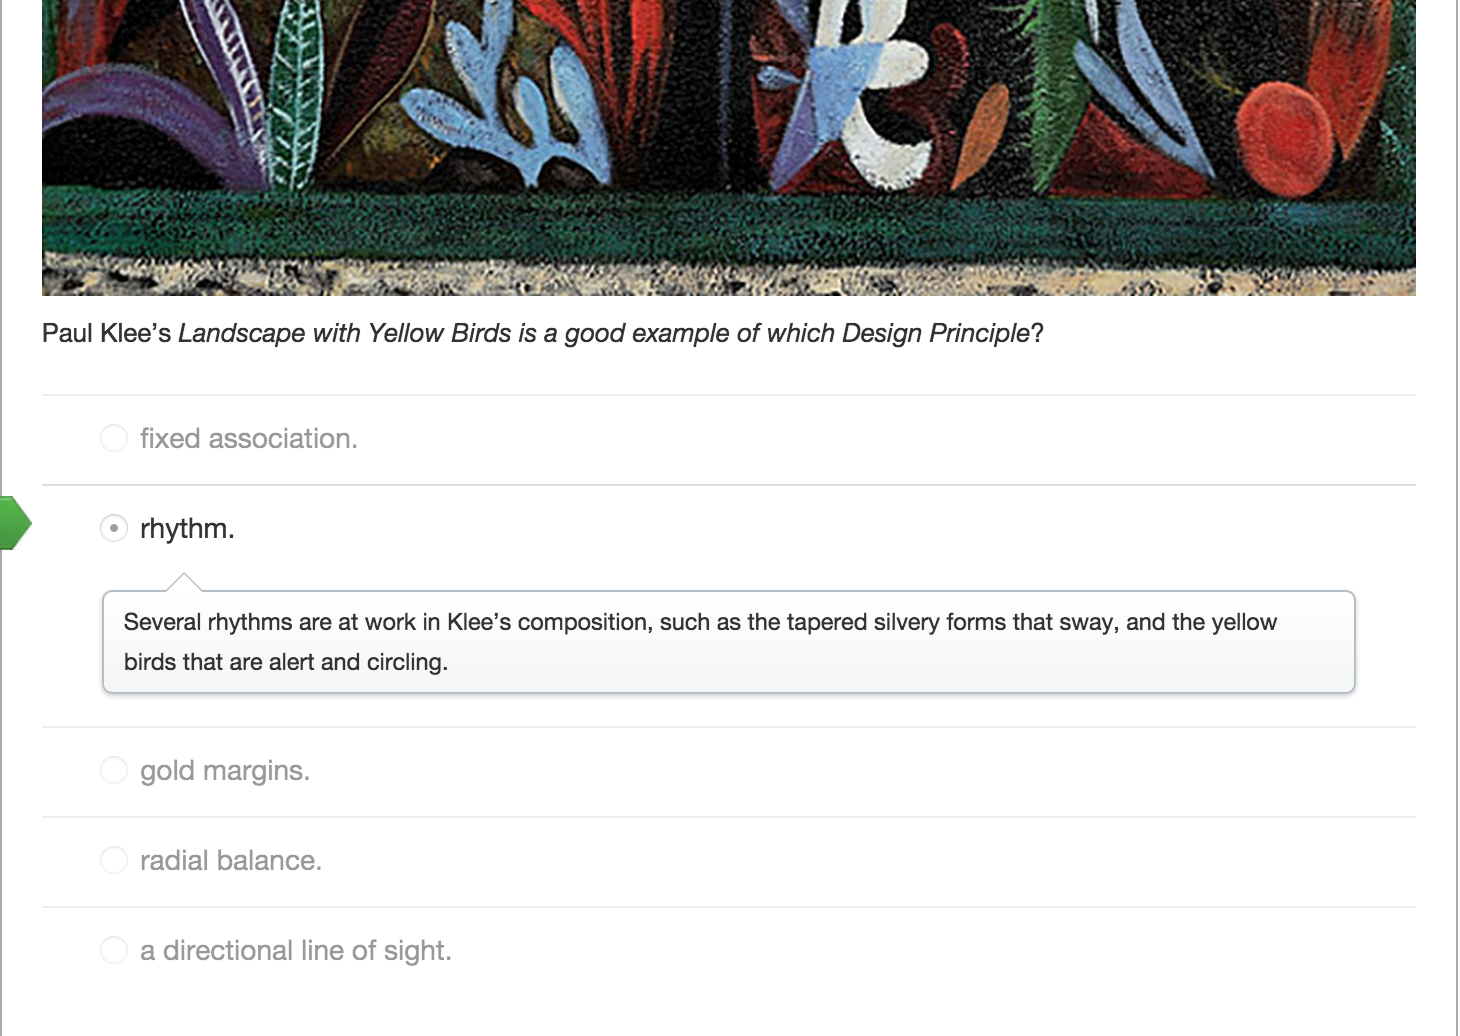 Paul Klee’s Landscape with Yellow Birds is a good example of which Design Principle?
fixed association.
rhythm.
Several rhythms are at work in Klee’s composition, such as the tapered silvery forms that sway, and the yellow
birds that are alert and circling.
gold margins.
radial balance.
a directional line of sight.